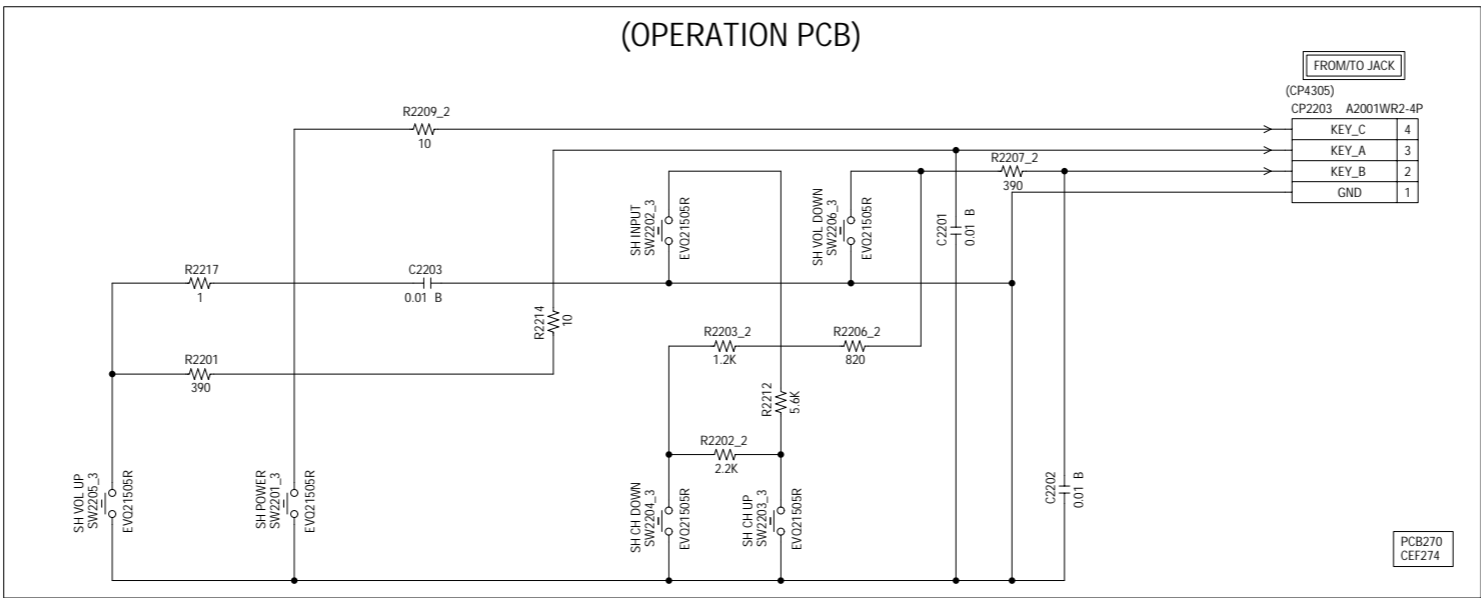 (OPERATION PCB)
FROM/TO JACK
(CP4305)
CP2203 A2001WR2-4P
KEY_C 4
KEY_A 3
KEY_B 2
GND 1
R2209_2
10
R2207_2
390
SH INPUT
SW2202_3
EVQ21505R
SH VOL DOWN
SW2206_3
EVQ21505R
C2201
0.01 B
R2217
1
C2203
0.01 B
R2214
10
R2203_2
1.2K
R2206_2
820
R2201
390
R2212
5.6K
R2202_2
2.2K
SH VOL UP
SW2205_3
EVQ21505R
SH POWER
SW2201_3
EVQ21505R
SH CH DOWN
SW2204_3
EVQ21505R
SH CH UP
SW2203_3
EVQ21505R
C2202
0.01 B
PCB270
CEF274